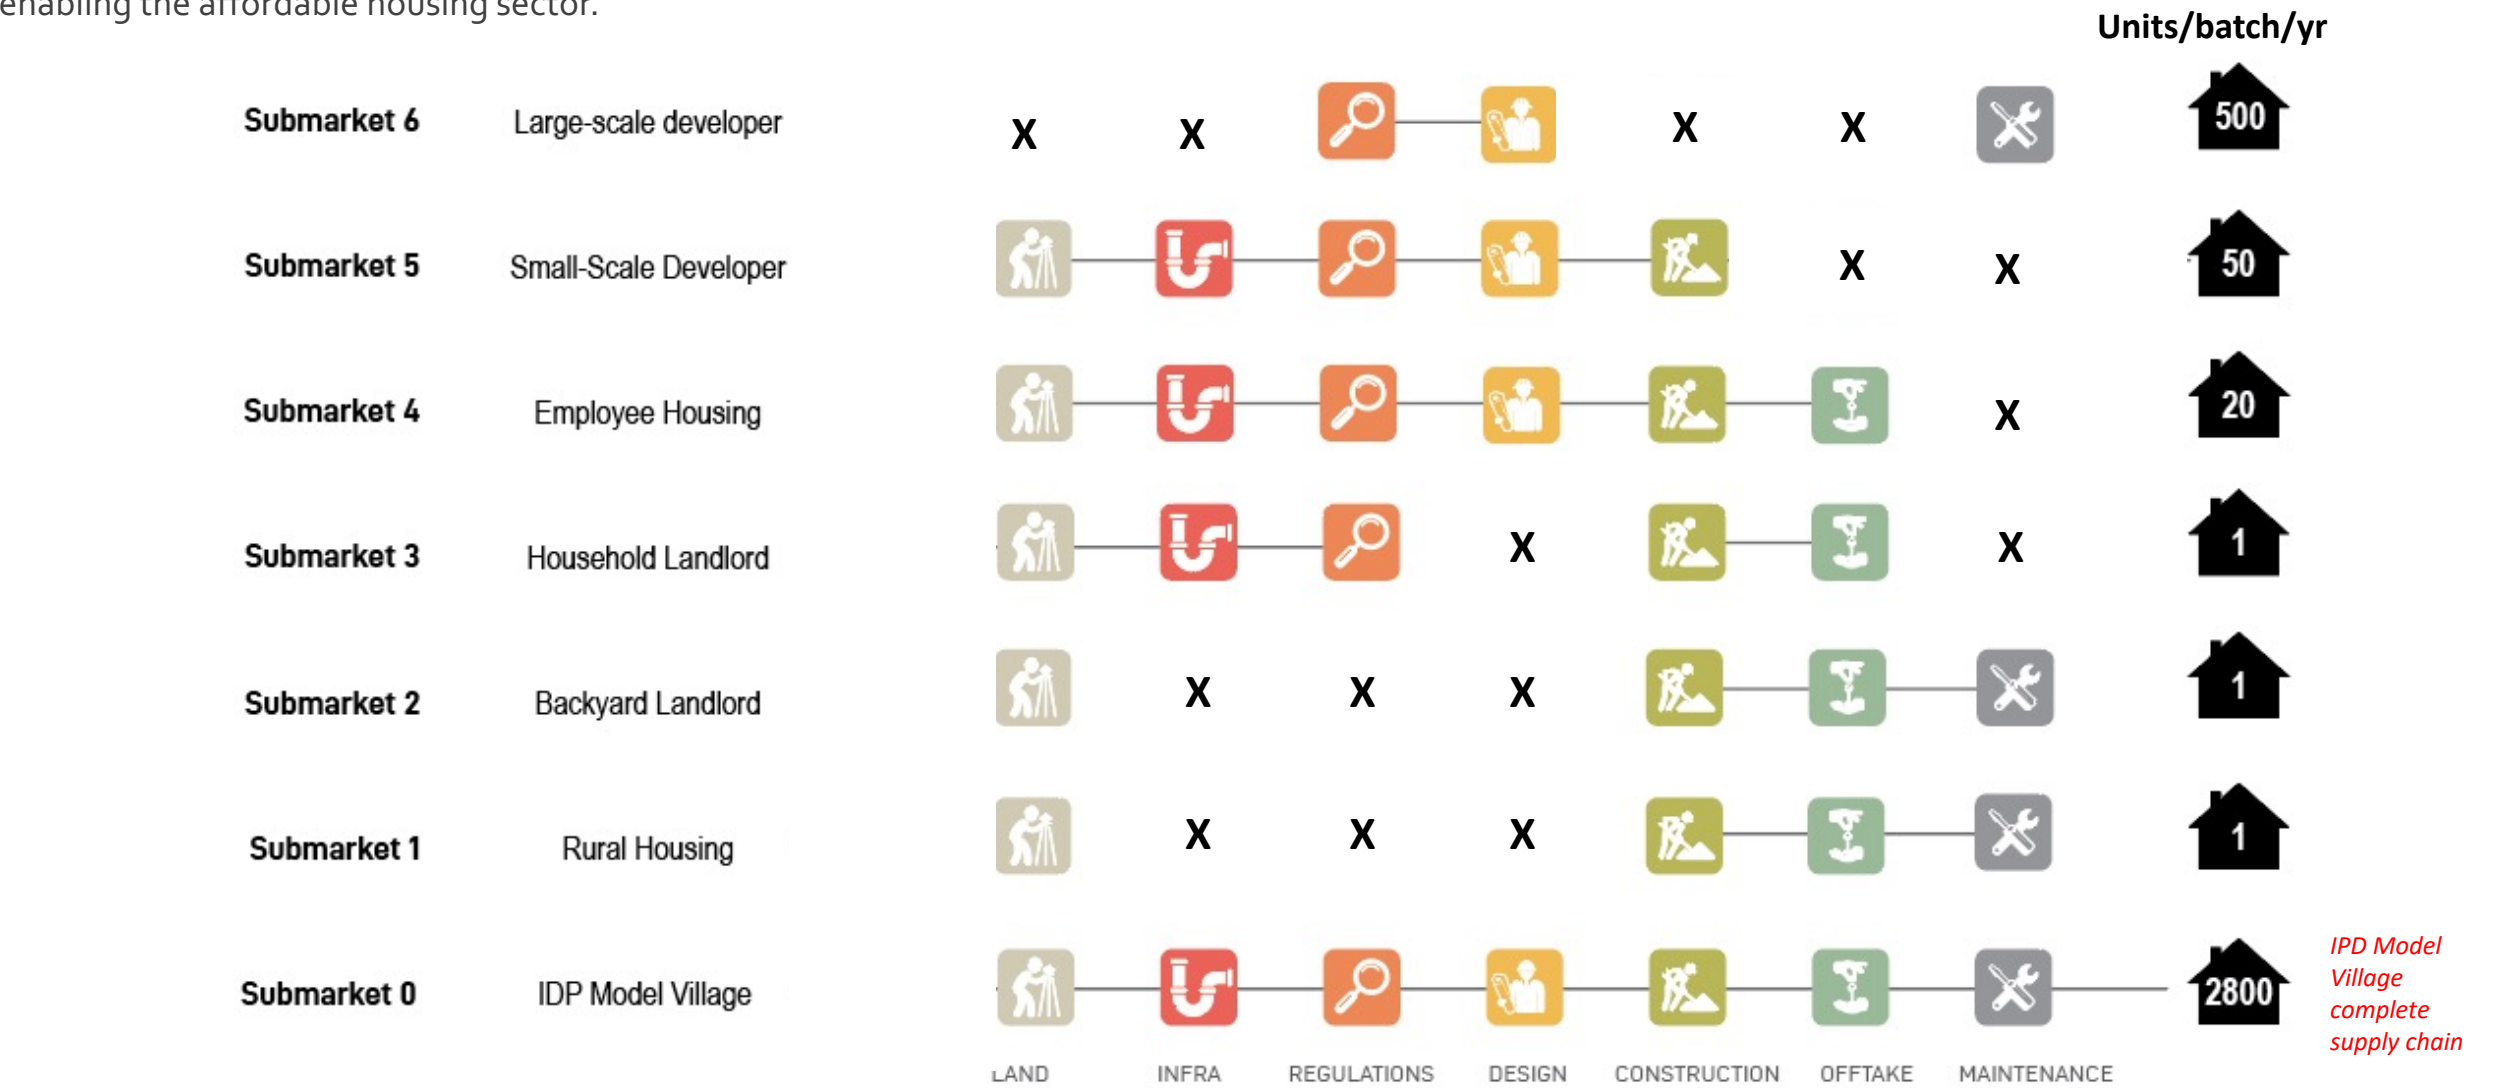 enabling the affordable housing sector.
Units/batch/yr
Submarket 6 Large-scale developer X X X X 500
Submarket 5 Small-Scale Developer X X 50
Submarket 4 Employee Housing X 20
Submarket 3 Household Landlord X X 1
Submarket 2 Backyard Landlord X X X 1
Submarket 1 Rural Housing X X X 1
Submarket 0 IDP Model Village 2800
IPD Model
Village
complete
supply chain
LAND INFRA REGULATIONS DESIGN CONSTRUCTION OFFTAKE MAINTENANCE